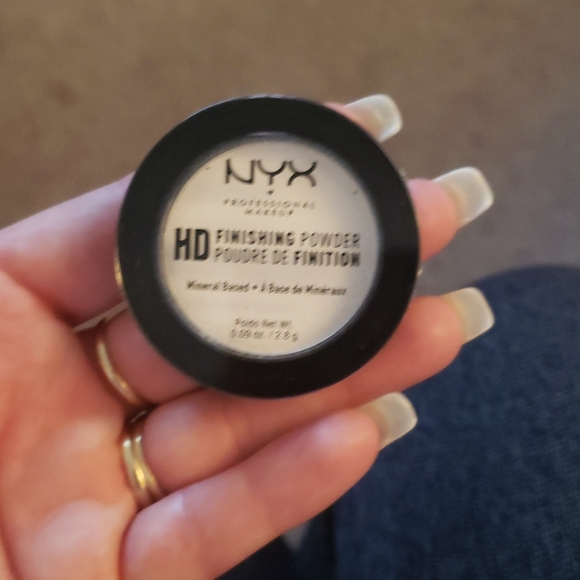 NYX
PROFESSIONAL
MAKEUP
HD FINISHING POWDER
POUDRE DE FINITION
Mineral Based • À Base de Minéraux
Poids Net Wt.
0.09 oz. / 2.8 g